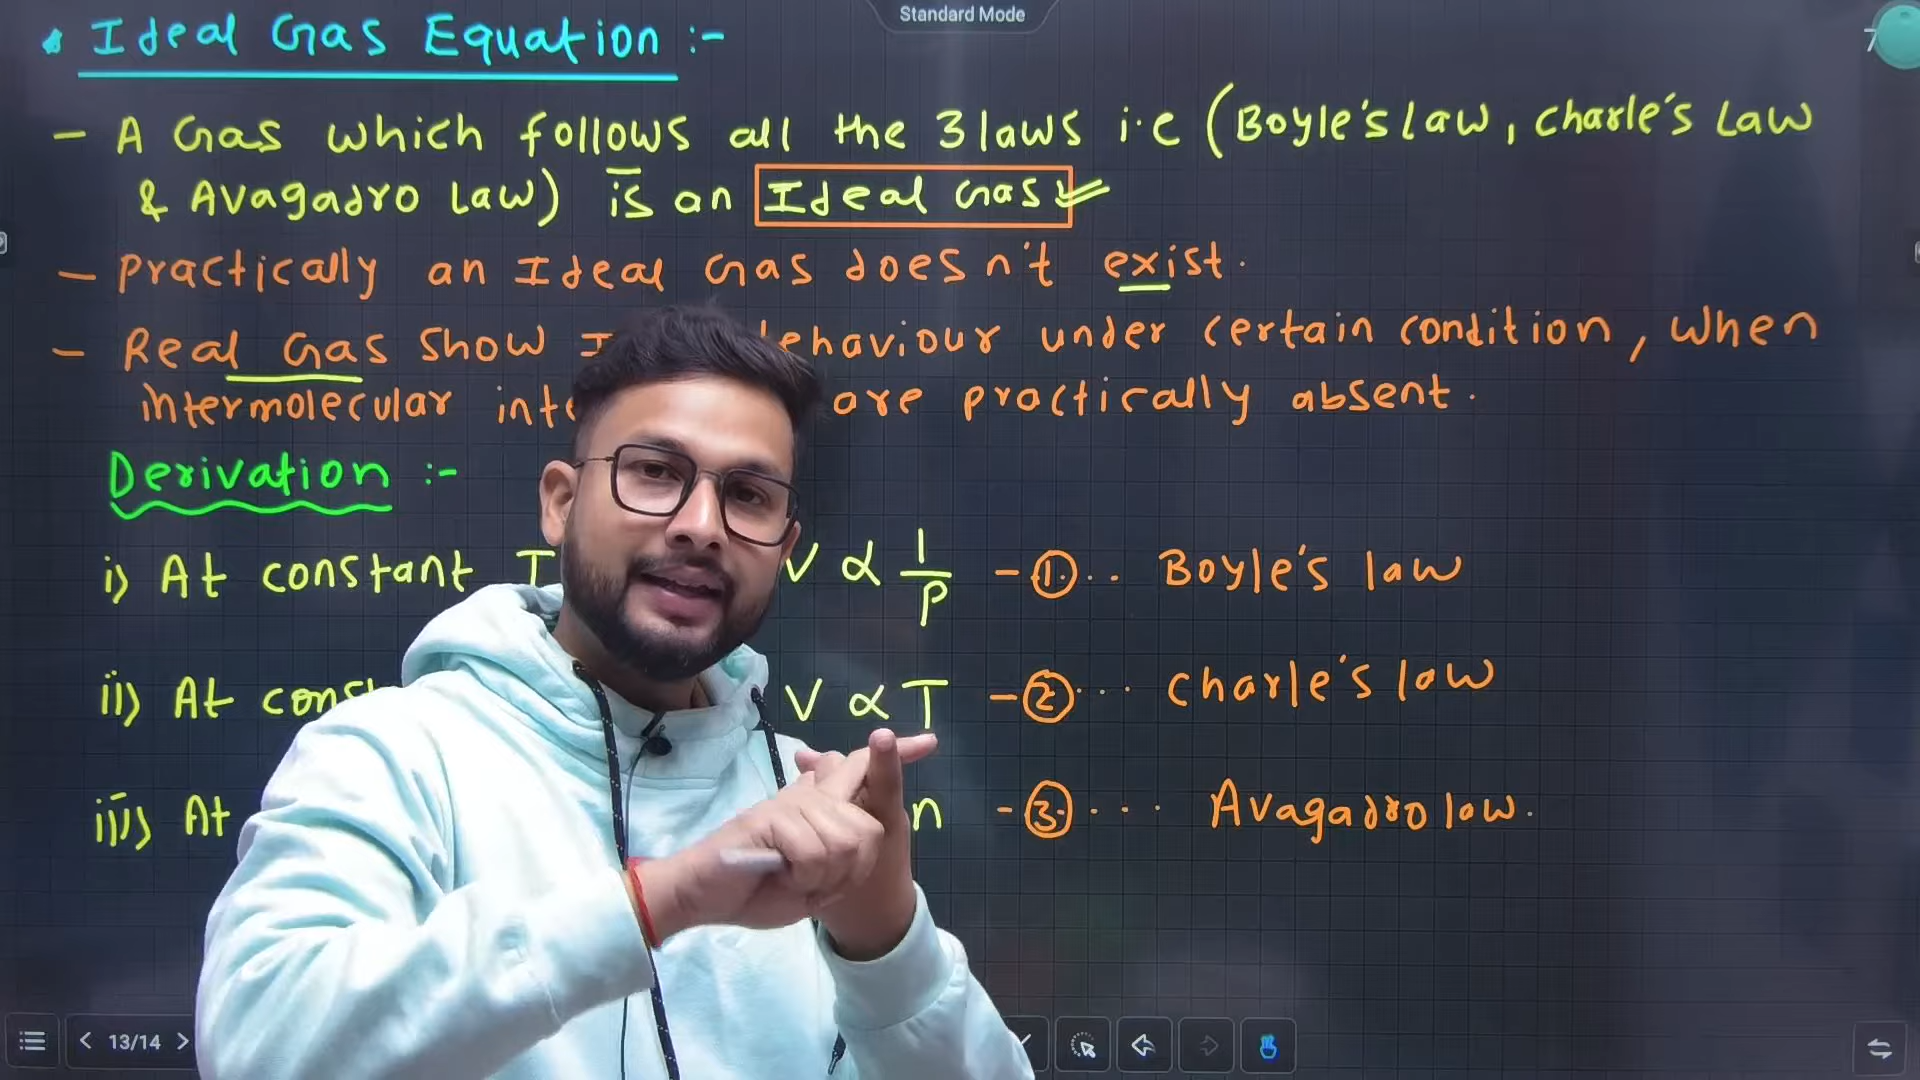 Standard Mode
7
Ideal Gas Equation :-
- A Gas which follows all the 3 laws i.e (Boyle's law, charle's Law
& Avagadro Law) is an Ideal Gas
- practically an Ideal Gas doesn't exist.
- Real Gas show behaviour under certain condition, when
intermolecular are practically absent.
Derivation :-
i) At constant T V ∝ 1/P - ① .. Boyle's law
ii) At V ∝ T - ② ... charle's law
iii) At n - ③ ... Avagadro law.
13/14